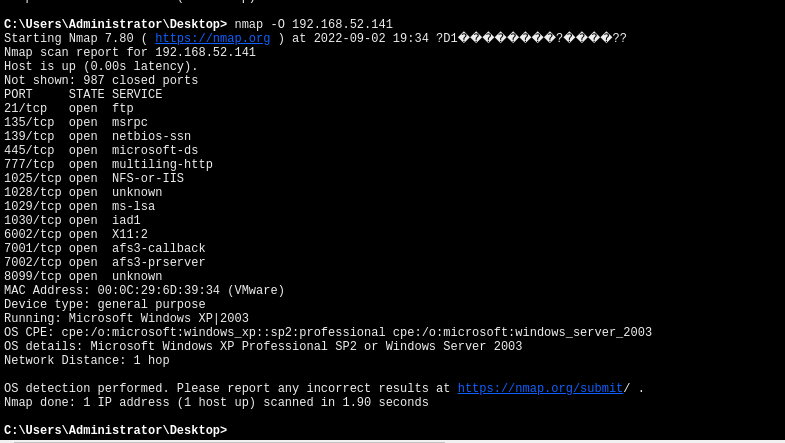 C:\Users\Administrator\Desktop> nmap -O 192.168.52.141
Starting Nmap 7.80 ( https://nmap.org ) at 2022-09-02 19:34 ?D1��������?����??
Nmap scan report for 192.168.52.141
Host is up (0.00s latency).
Not shown: 987 closed ports
PORT     STATE SERVICE
21/tcp   open  ftp
135/tcp  open  msrpc
139/tcp  open  netbios-ssn
445/tcp  open  microsoft-ds
777/tcp  open  multiling-http
1025/tcp open  NFS-or-IIS
1028/tcp open  unknown
1029/tcp open  ms-lsa
1030/tcp open  iad1
6002/tcp open  X11:2
7001/tcp open  afs3-callback
7002/tcp open  afs3-prserver
8099/tcp open  unknown
MAC Address: 00:0C:29:6D:39:34 (VMware)
Device type: general purpose
Running: Microsoft Windows XP|2003
OS CPE: cpe:/o:microsoft:windows_xp::sp2:professional cpe:/o:microsoft:windows_server_2003
OS details: Microsoft Windows XP Professional SP2 or Windows Server 2003
Network Distance: 1 hop
OS detection performed. Please report any incorrect results at https://nmap.org/submit/ .
Nmap done: 1 IP address (1 host up) scanned in 1.90 seconds
C:\Users\Administrator\Desktop>